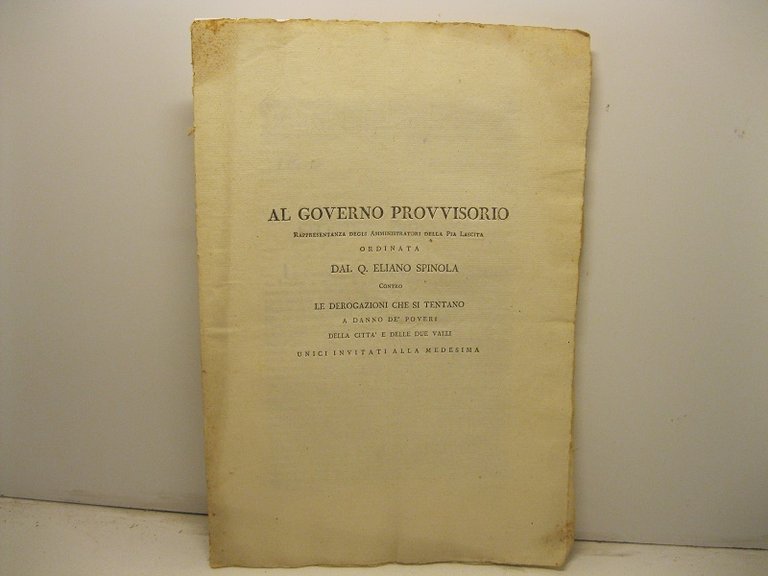 AL GOVERNO PROVVISORIO
RAPPRESENTANZA DEGLI AMMINISTRATORI DELLA PIA LASCITA
ORDINATA
DAL Q. ELIANO SPINOLA
CONTRO
LE DEROGAZIONI CHE SI TENTANO
A DANNO DE' POVERI
DELLA CITTA' E DELLE DUE VALLI
UNICI INVITATI ALLA MEDESIMA